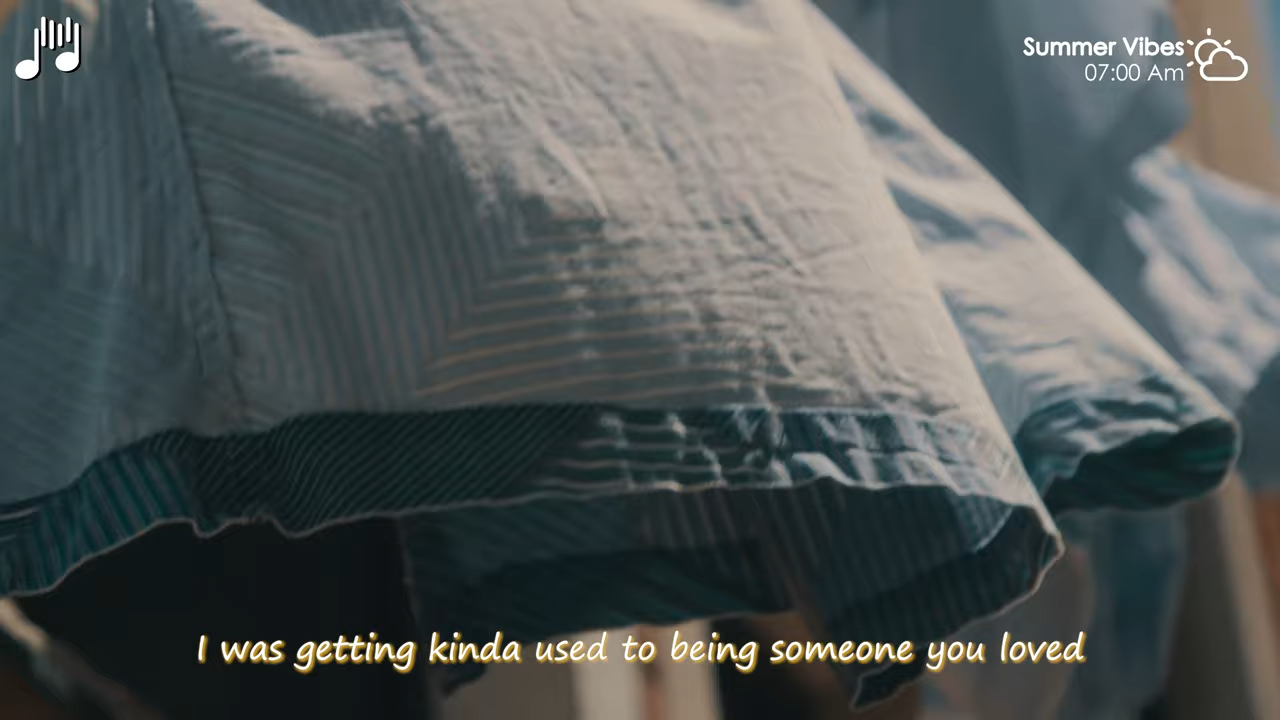 Summer Vibes
07:00 Am
I was getting kinda used to being someone you loved